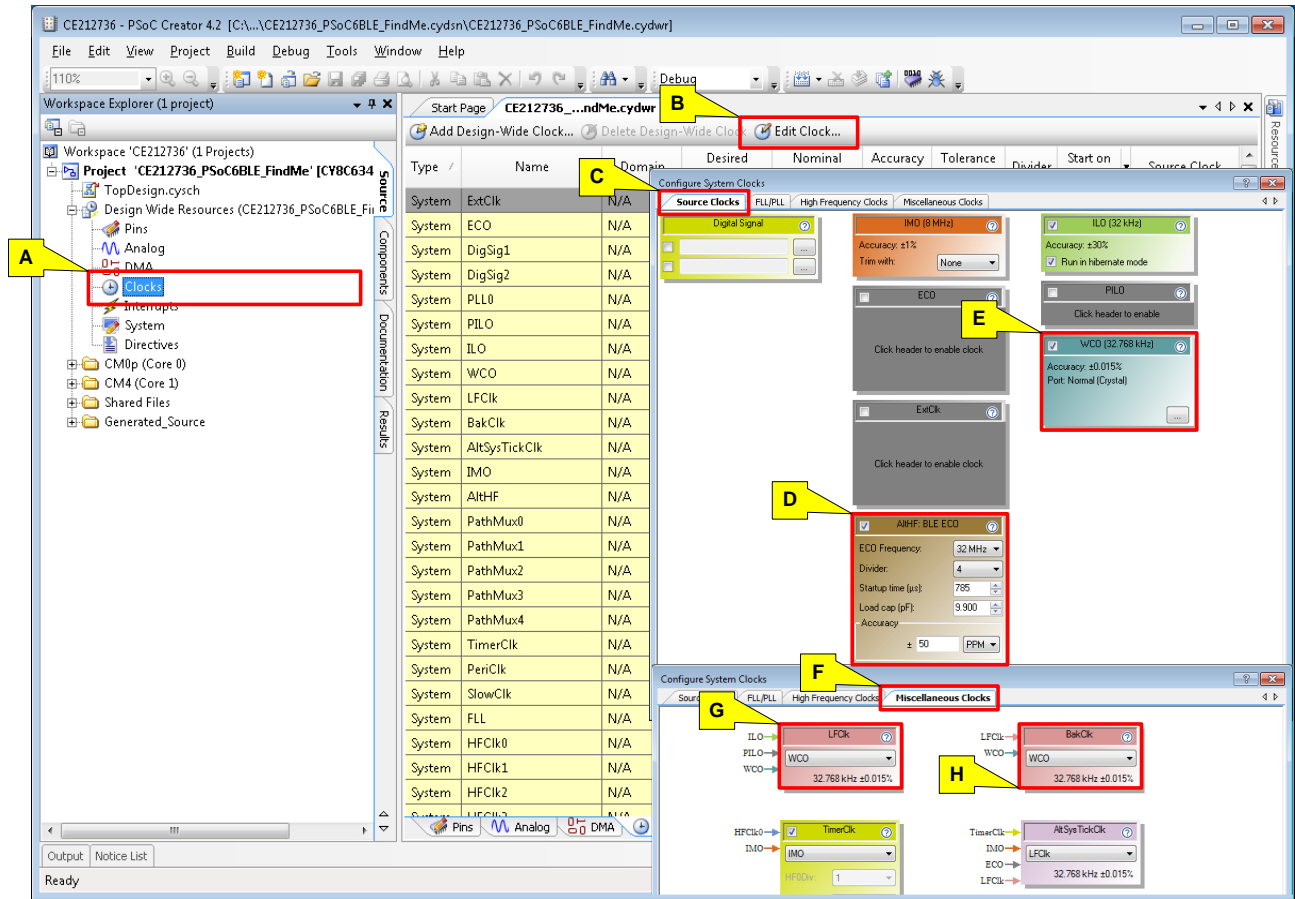 CE212736 - PSoC Creator 4.2 [C:\...\CE212736_PSoC6BLE_FindMe.cydsn\CE212736_PSoC6BLE_FindMe.cydwr]
File Edit View Project Build Debug Tools Window Help
110% Debug
Workspace Explorer (1 project)
Workspace 'CE212736' (1 Projects)
Project 'CE212736_PSoC6BLE_FindMe' [CY8C634
TopDesign.cysch
Design Wide Resources (CE212736_PSoC6BLE_Fi
Pins
Analog
DMA
Clocks
Interrupts
System
Directives
CM0p (Core 0)
CM4 (Core 1)
Shared Files
Generated_Source
A
Source
Components
Documentation
Results
Start Page CE212736_...ndMe.cydwr
B
Add Design-Wide Clock... Delete Design-Wide Clock Edit Clock...
Type Name Domain Desired Nominal Accuracy Tolerance Divider Start on Source Clock
System ExtClk N/A
System ECO N/A
System DigSig1 N/A
System DigSig2 N/A
System PLL0 N/A
System PILO N/A
System ILO N/A
System WCO N/A
System LFClk N/A
System BakClk N/A
System AltSysTickClk N/A
System IMO N/A
System AltHF N/A
System PathMux0 N/A
System PathMux1 N/A
System PathMux2 N/A
System PathMux3 N/A
System PathMux4 N/A
System TimerClk N/A
System PeriClk N/A
System SlowClk N/A
System FLL N/A
System HFClk0 N/A
System HFClk1 N/A
System HFClk2 N/A
Pins Analog DMA
Output Notice List
Ready
C
Configure System Clocks
Source Clocks FLL/PLL High Frequency Clocks Miscellaneous Clocks
Digital Signal
...
...
IMO (8 MHz)
Accuracy: ±1%
Trim with: None
ILO (32 kHz)
Accuracy: ±30%
Run in hibernate mode
ECO
Click header to enable clock
PILO
Click header to enable
E
WCO (32.768 kHz)
Accuracy: ±0.015%
Port: Normal (Crystal)
...
ExtClk
Click header to enable clock
D
AltHF: BLE ECO
ECO Frequency: 32 MHz
Divider: 4
Startup time (µs): 785
Load cap (pF): 9.900
Accuracy
± 50 PPM
Configure System Clocks
F
FLL/PLL High Frequency Clocks Miscellaneous Clocks
G
ILO
PILO
WCO
LFClk
WCO
32.768 kHz ±0.015%
H
LFClk
WCO
BakClk
WCO
32.768 kHz ±0.015%
HFClk0
IMO
TimerClk
IMO
HF0Div: 1
TimerClk
IMO
ECO
LFClk
AltSysTickClk
LFClk
32.768 kHz ±0.015%
Resource